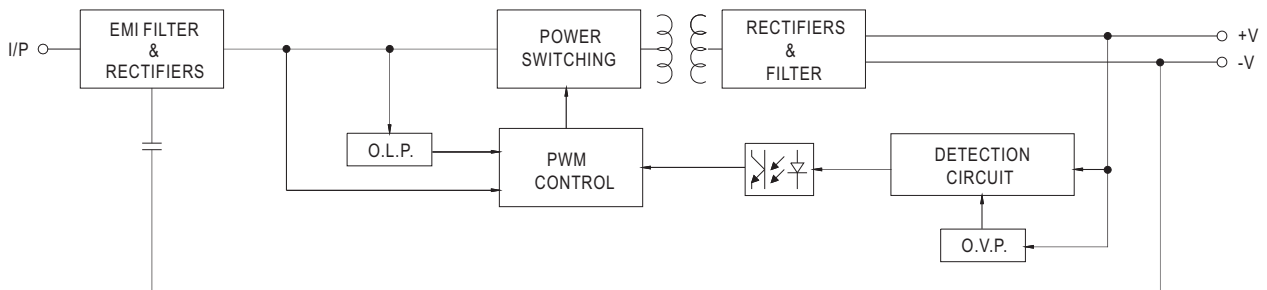 I/P
EMI FILTER
&
RECTIFIERS
POWER
SWITCHING
RECTIFIERS
&
FILTER
+V
-V
O.L.P.
PWM
CONTROL
DETECTION
CIRCUIT
O.V.P.